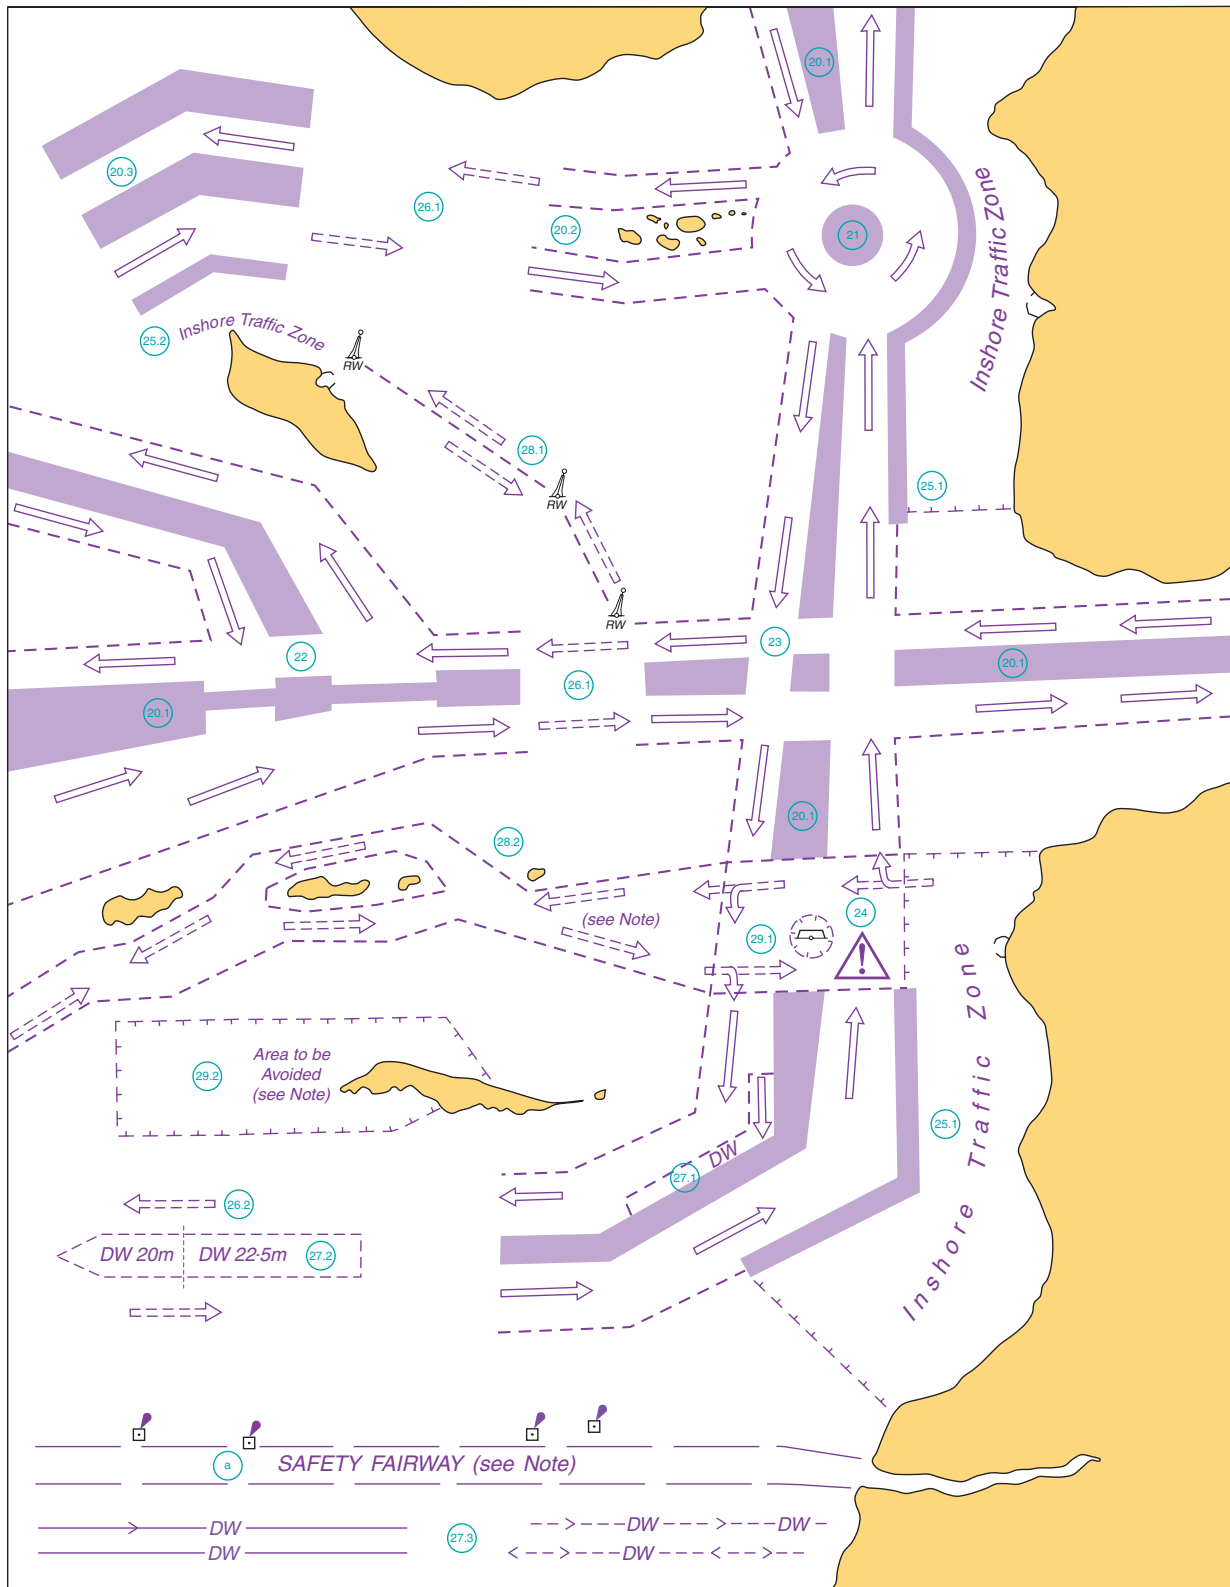 20.1
20.3
26.1
20.2
21
Inshore Traffic Zone
25.2
Inshore Traffic Zone
RW
28.1
RW
25.1
RW
22
23
26.1
20.1
20.1
20.1
28.2
(see Note)
24
29.1
Inshore Traffic Zone
Area to be
Avoided
(see Note)
29.2
25.1
DW
27.1
26.2
DW 20m
DW 22·5m
27.2
a
SAFETY FAIRWAY (see Note)
DW
DW
DW
DW
27.3
DW